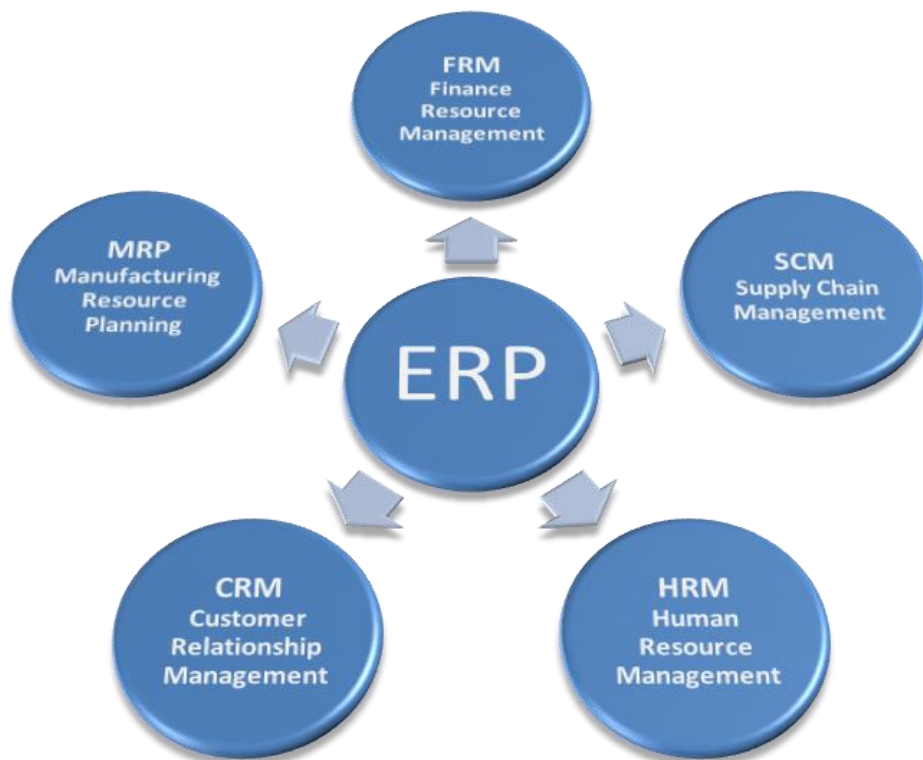 FRM
Finance
Resource
Management
MRP
Manufacturing
Resource
Planning
SCM
Supply Chain
Management
ERP
CRM
Customer
Relationship
Management
HRM
Human
Resource
Management